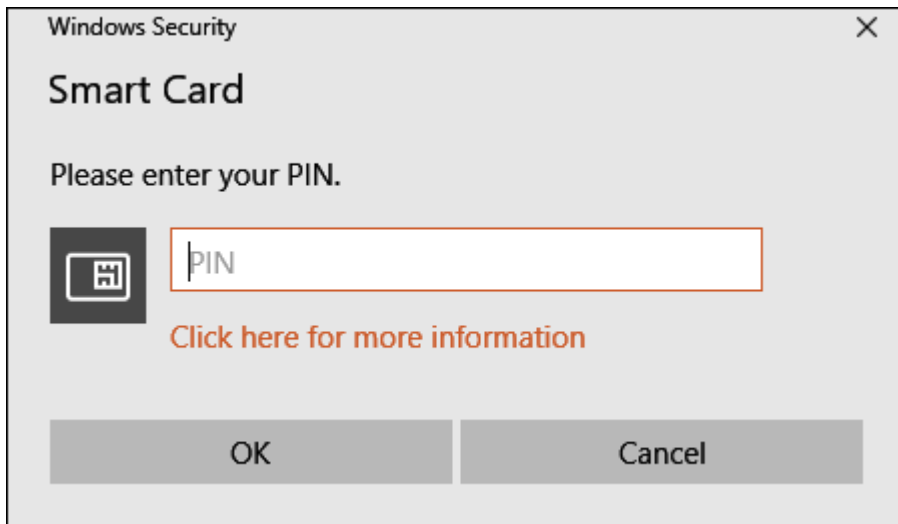 Windows Security
Smart Card
Please enter your PIN.
PIN
Click here for more information
OK
Cancel